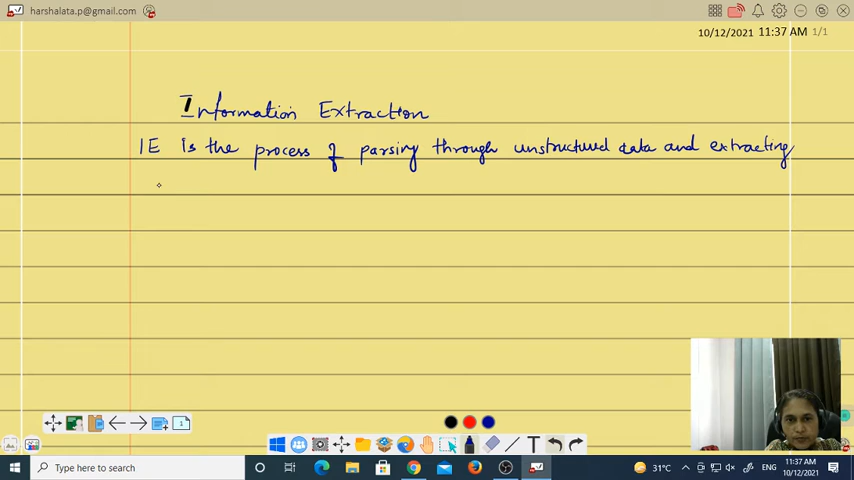 harshalata.p@gmail.com
10/12/2021 11:37 AM 1/1
Information Extraction
IE is the process of parsing through unstructured data and extracting
1
T
Type here to search
31°C
ENG
11:37 AM
10/12/2021